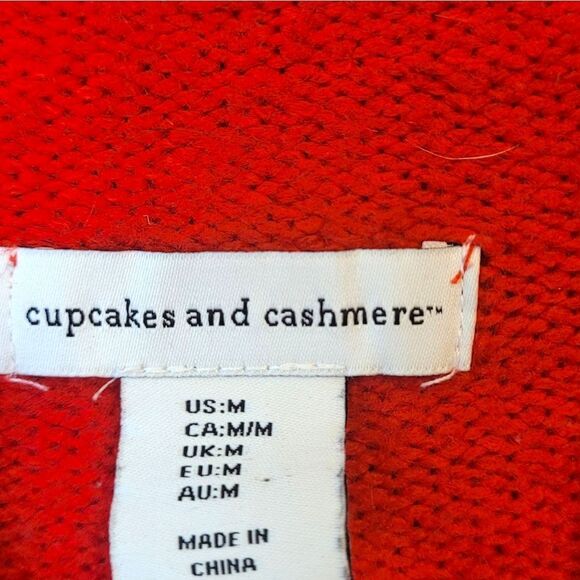 cupcakes and cashmere™
US:M
CA:M/M
UK:M
EU:M
AU:M
MADE IN
CHINA